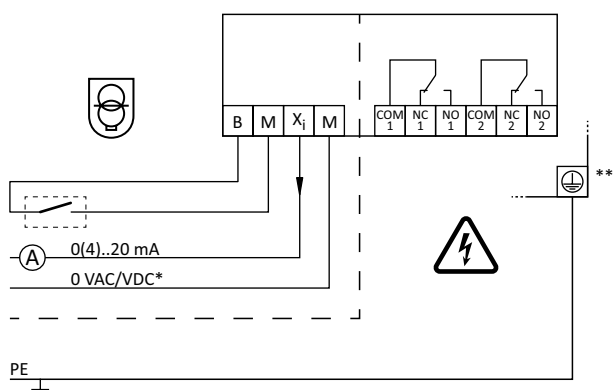 B M Xi M
COM 1 NC 1 NO 1 COM 2 NC 2 NO 2
**
A 0(4)..20 mA
0 VAC/VDC*
PE